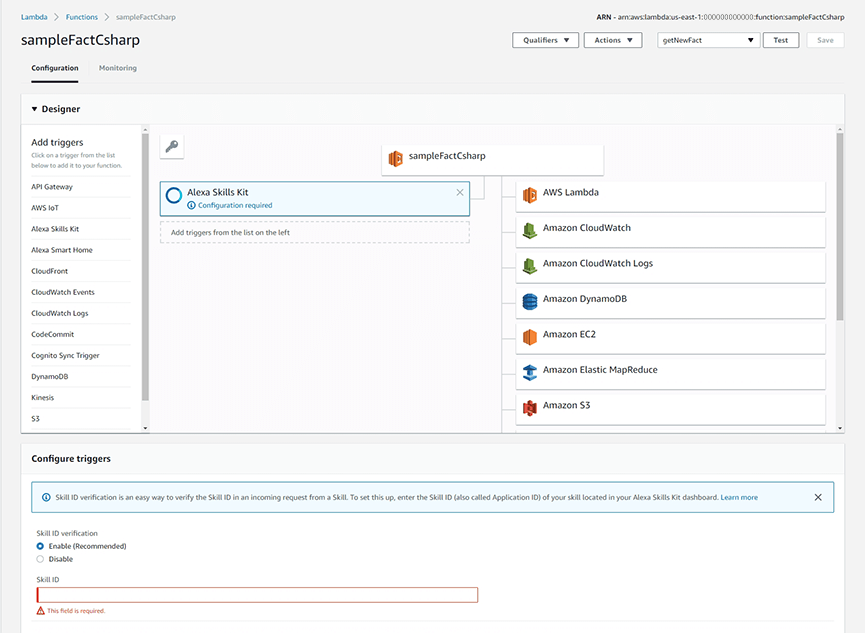 Lambda > Functions > sampleFactCsharp
ARN - arn:aws:lambda:us-east-1:000000000000:function:sampleFactCsharp
sampleFactCsharp
Qualifiers
Actions
getNewFact
Test
Save
Configuration
Monitoring
Designer
Add triggers
Click on a trigger from the list
below to add it to your function.
API Gateway
AWS IoT
Alexa Skills Kit
Alexa Smart Home
CloudFront
CloudWatch Events
CloudWatch Logs
CodeCommit
Cognito Sync Trigger
DynamoDB
Kinesis
S3
sampleFactCsharp
Alexa Skills Kit
Configuration required
Add triggers from the list on the left
AWS Lambda
Amazon CloudWatch
Amazon CloudWatch Logs
Amazon DynamoDB
Amazon EC2
Amazon Elastic MapReduce
Amazon S3
Configure triggers
Skill ID verification is an easy way to verify the Skill ID in an incoming request from a Skill. To set this up, enter the Skill ID (also called Application ID) of your skill located in your Alexa Skills Kit dashboard. Learn more
Skill ID verification
Enable (Recommended)
Disable
Skill ID
This field is required.